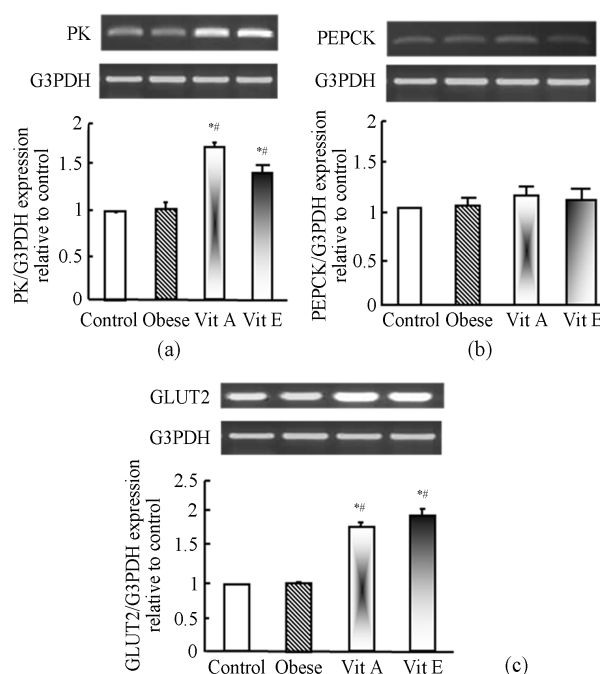 PK
G3PDH
PK/G3PDH expression
relative to control
2
1.5
1
0.5
0
*#
*#
Control Obese Vit A Vit E
(a)
PEPCK
G3PDH
PEPCK/G3PDH expression
relative to control
2
1.5
1
0.5
0
Control Obese Vit A Vit E
(b)
GLUT2
G3PDH
GLUT2/G3PDH expression
relative to control
2.5
2
1.5
1
0.5
0
*#
*#
Control Obese Vit A Vit E
(c)